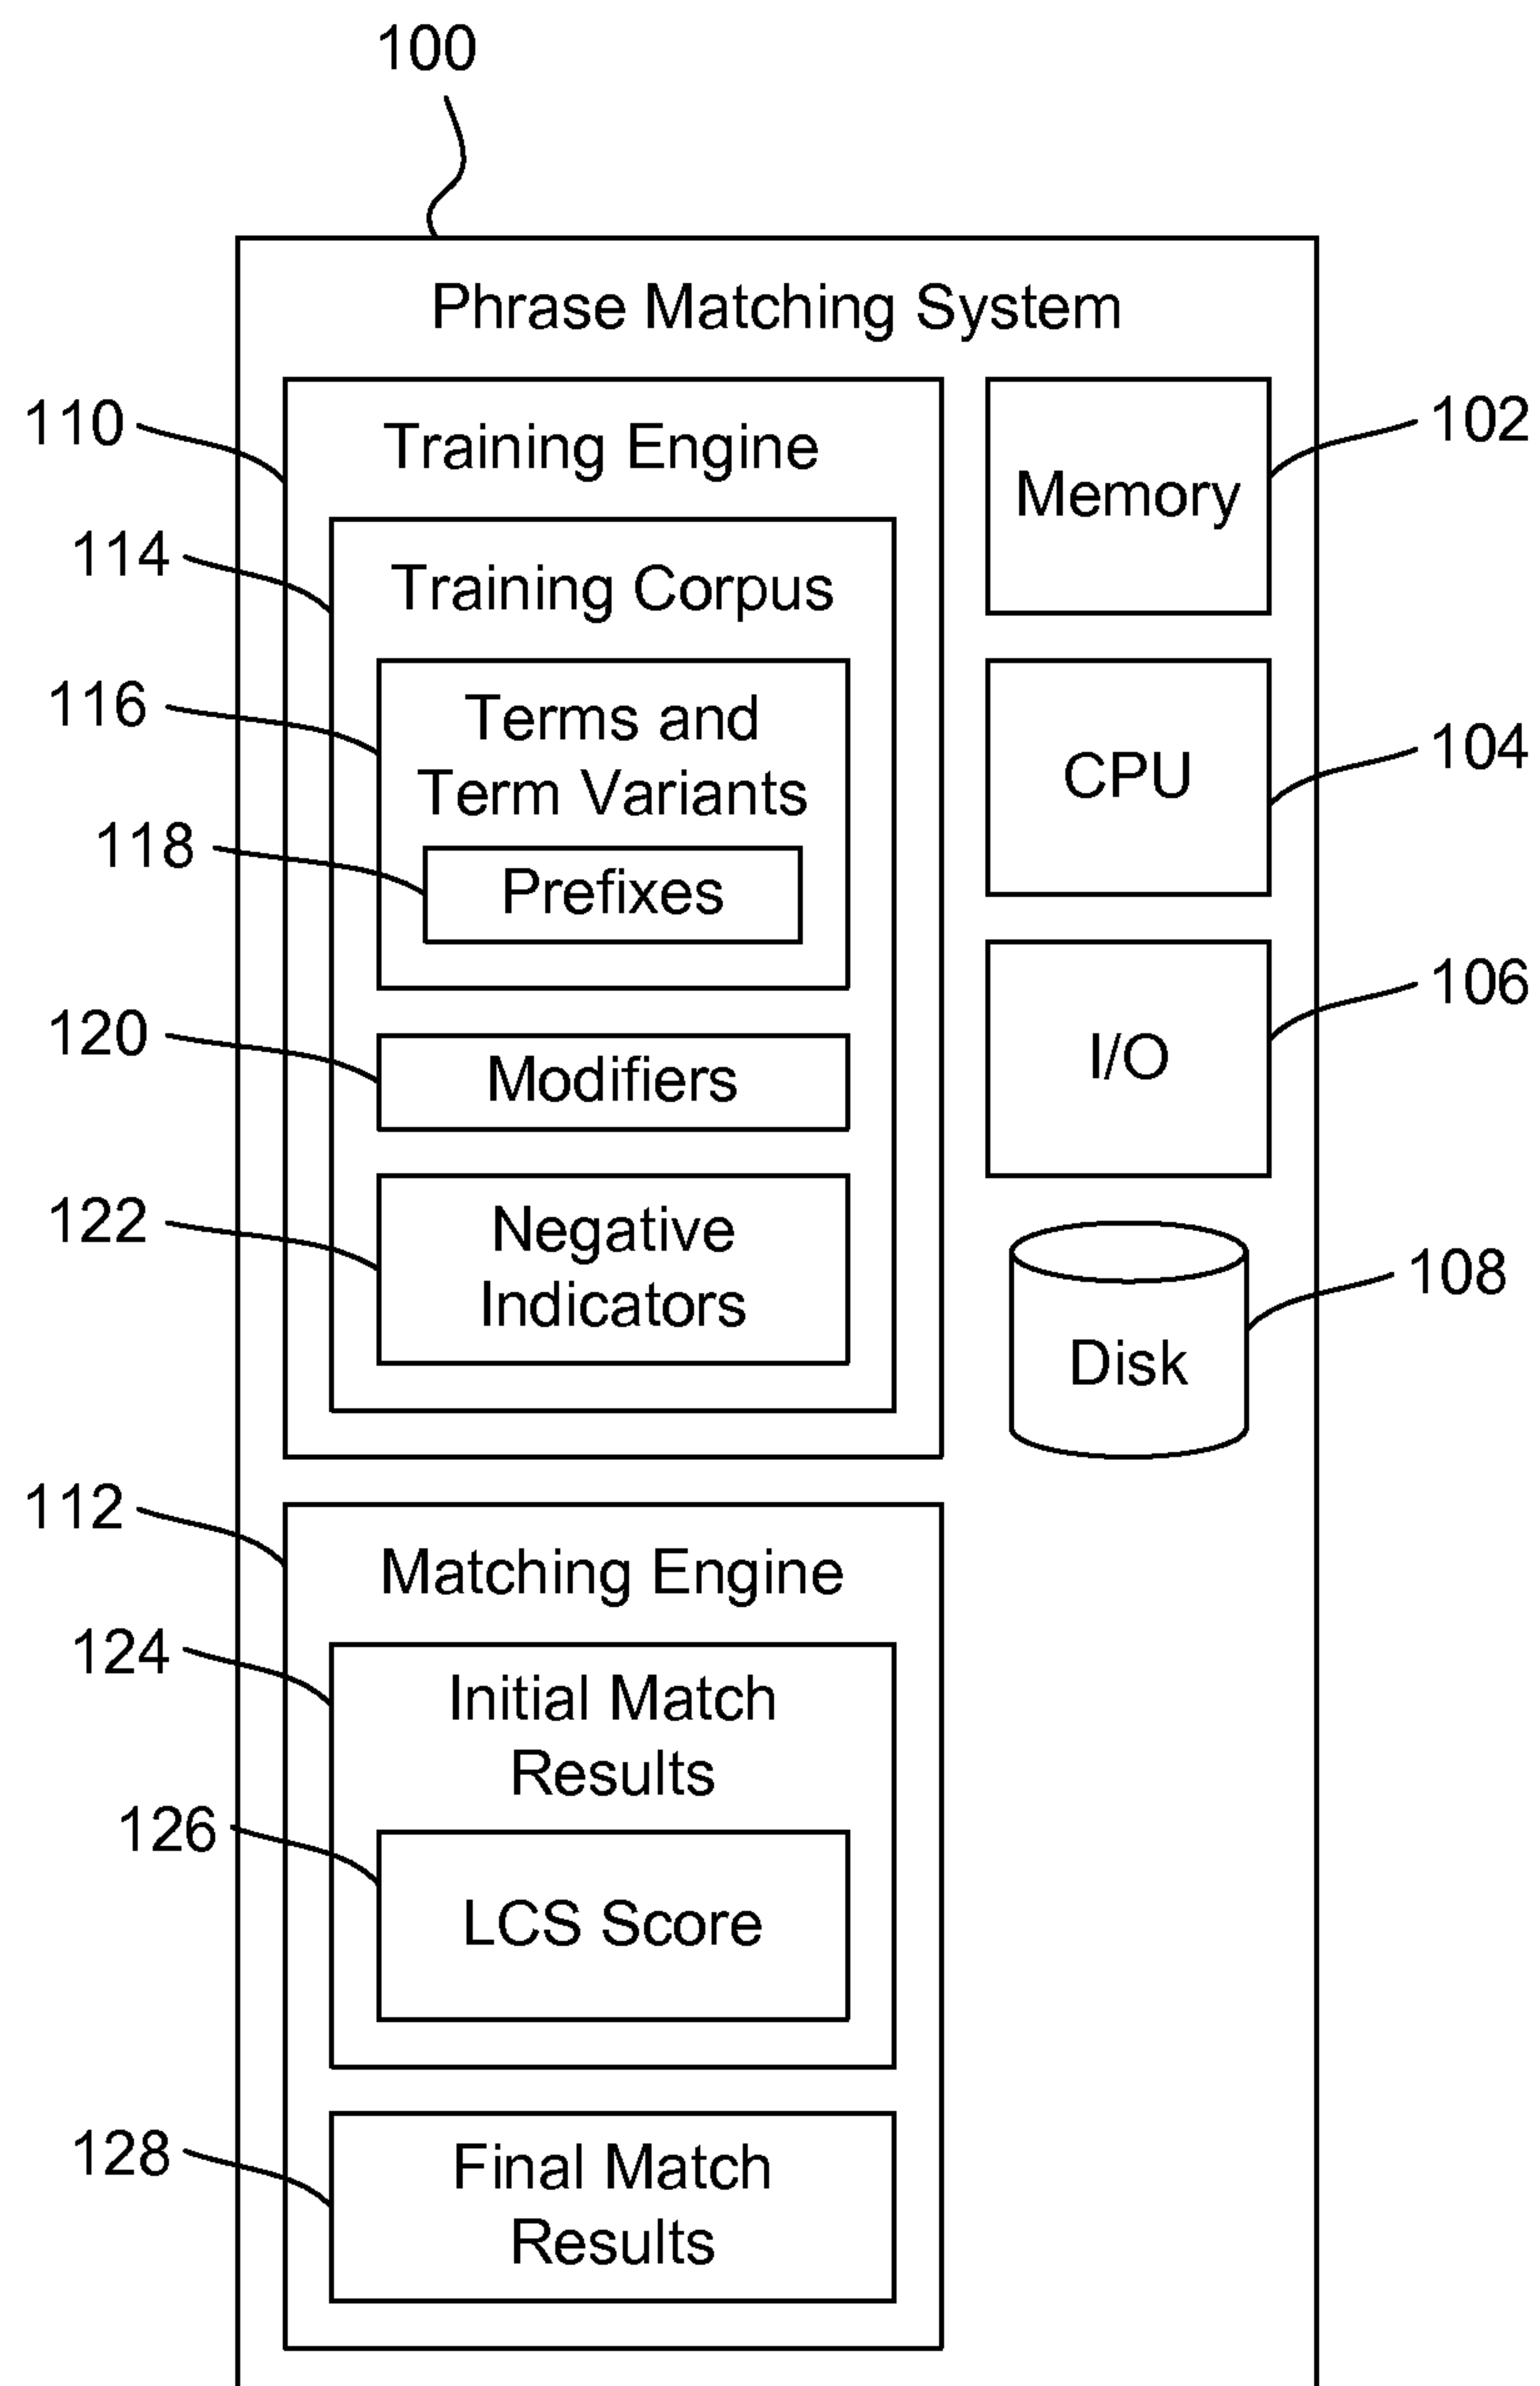 100
Phrase Matching System
110
Training Engine
102
Memory
114
Training Corpus
116
Terms and
Term Variants
104
CPU
118
Prefixes
106
I/O
120
Modifiers
122
Negative
Indicators
108
Disk
112
Matching Engine
124
Initial Match
Results
126
LCS Score
128
Final Match
Results